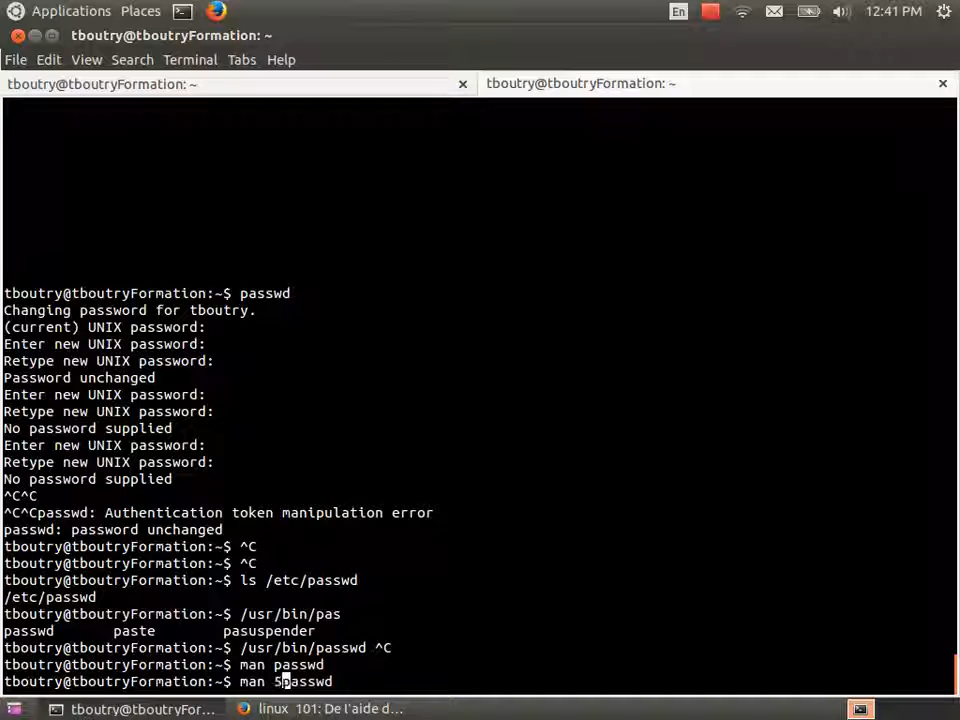 Applications Places En 12:41 PM
tboutry@tboutryFormation: ~
File Edit View Search Terminal Tabs Help
tboutry@tboutryFormation: ~ × tboutry@tboutryFormation: ~ ×
tboutry@tboutryFormation:~$ passwd
Changing password for tboutry.
(current) UNIX password:
Enter new UNIX password:
Retype new UNIX password:
Password unchanged
Enter new UNIX password:
Retype new UNIX password:
No password supplied
Enter new UNIX password:
Retype new UNIX password:
No password supplied
^C^C
^C^Cpasswd: Authentication token manipulation error
passwd: password unchanged
tboutry@tboutryFormation:~$ ^C
tboutry@tboutryFormation:~$ ^C
tboutry@tboutryFormation:~$ ls /etc/passwd
/etc/passwd
tboutry@tboutryFormation:~$ /usr/bin/pas
passwd paste pasuspender
tboutry@tboutryFormation:~$ /usr/bin/passwd ^C
tboutry@tboutryFormation:~$ man passwd
tboutry@tboutryFormation:~$ man 5passwd
tboutry@tboutryFor... linux 101: De l'aide d...